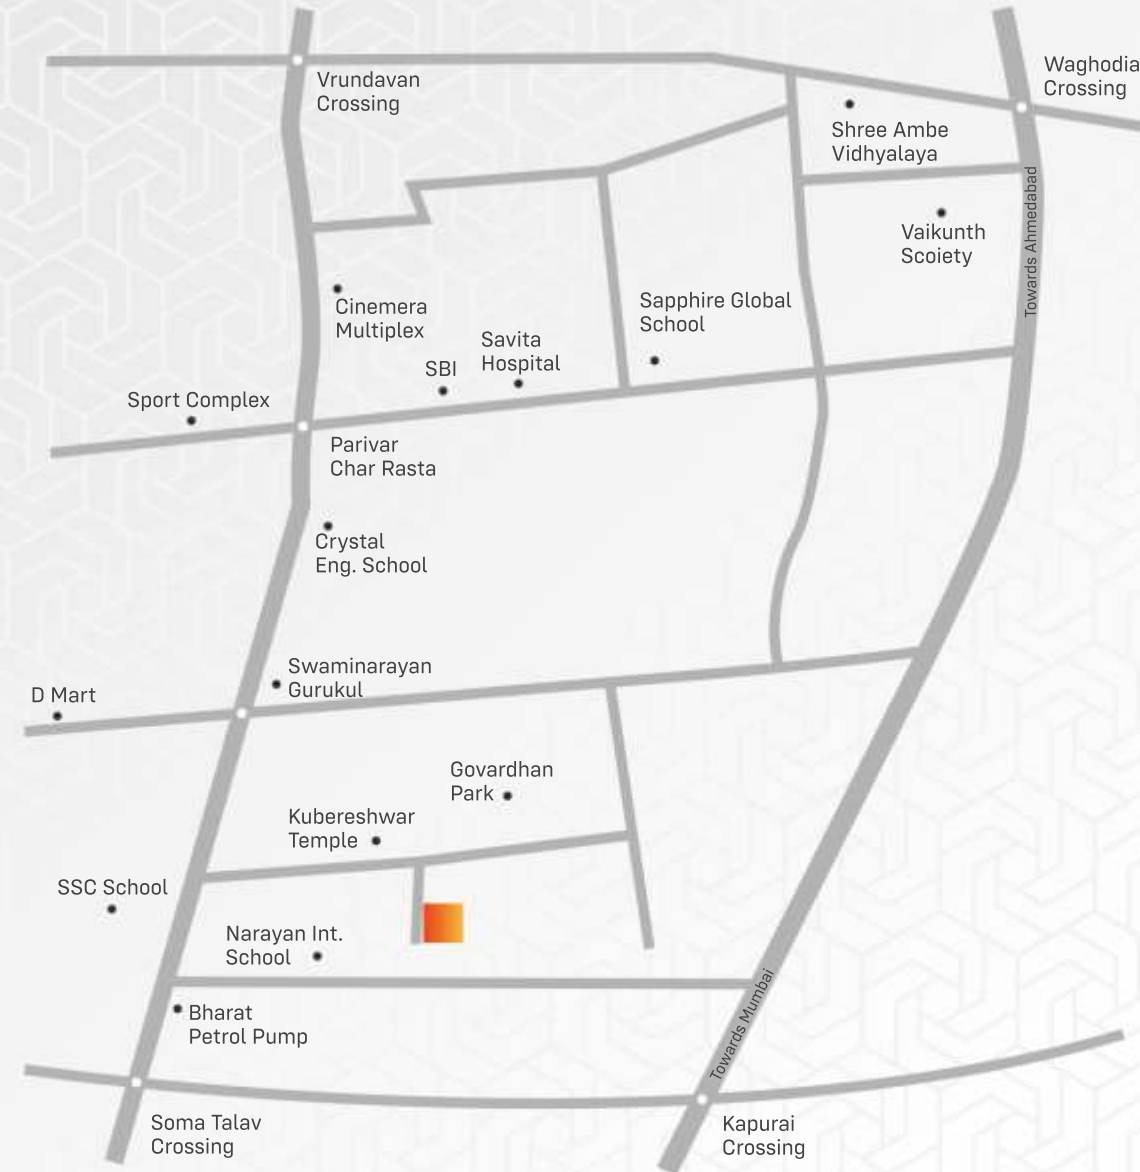 Waghodia
Crossing
Vrundavan
Crossing
Shree Ambe
Vidhyalaya
Towards Ahmedabad
Vaikunth
Scoiety
Cinemera
Multiplex
Sapphire Global
School
Savita
Hospital
SBI
Sport Complex
Parivar
Char Rasta
Crystal
Eng. School
Swaminarayan
Gurukul
D Mart
Govardhan
Park
Kubereshwar
Temple
SSC School
Narayan Int.
School
Towards Mumbai
Bharat
Petrol Pump
Soma Talav
Crossing
Kapurai
Crossing